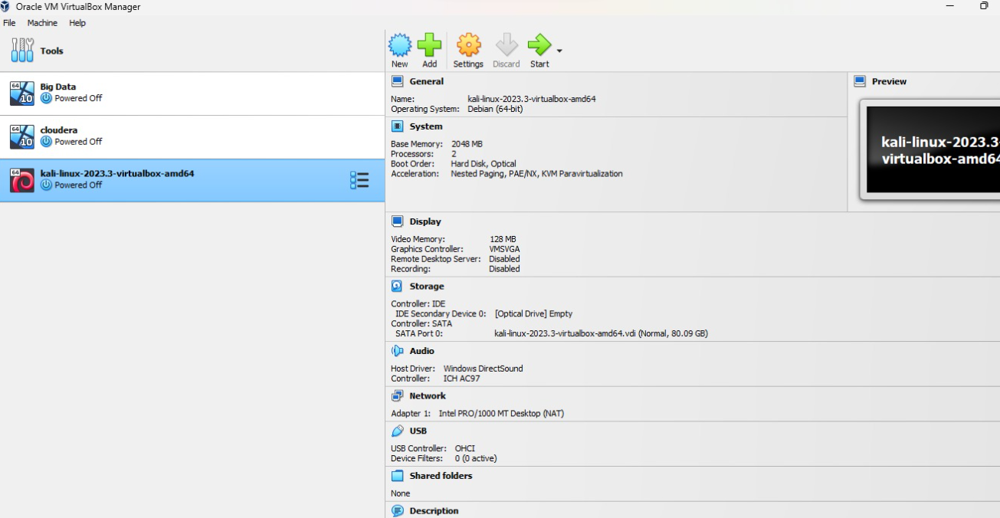 Oracle VM VirtualBox Manager
File Machine Help
Tools
New Add Settings Discard Start
64
10
Big Data
Powered Off
64
10
cloudera
Powered Off
64
kali-linux-2023.3-virtualbox-amd64
Powered Off
General
Name: kali-linux-2023.3-virtualbox-amd64
Operating System: Debian (64-bit)
System
Base Memory: 2048 MB
Processors: 2
Boot Order: Hard Disk, Optical
Acceleration: Nested Paging, PAE/NX, KVM Paravirtualization
Preview
kali-linux-2023.3-
virtualbox-amd64
Display
Video Memory: 128 MB
Graphics Controller: VMSVGA
Remote Desktop Server: Disabled
Recording: Disabled
Storage
Controller: IDE
IDE Secondary Device 0: [Optical Drive] Empty
Controller: SATA
SATA Port 0: kali-linux-2023.3-virtualbox-amd64.vdi (Normal, 80.09 GB)
Audio
Host Driver: Windows DirectSound
Controller: ICH AC97
Network
Adapter 1: Intel PRO/1000 MT Desktop (NAT)
USB
USB Controller: OHCI
Device Filters: 0 (0 active)
Shared folders
None
Description